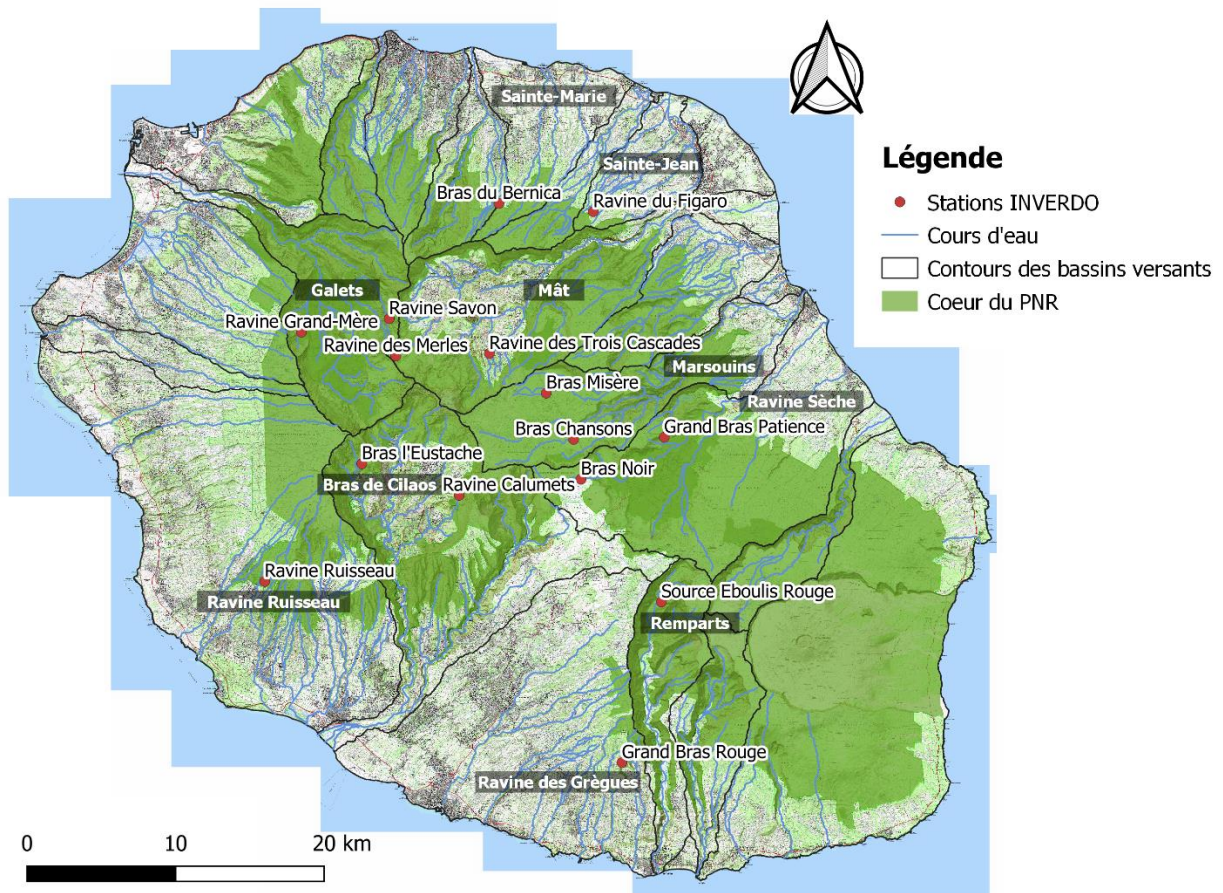 Sainte-Marie
Sainte-Jean
Bras du Bernica
Ravine du Figaro
Légende
Stations INVERDO
Cours d'eau
Contours des bassins versants
Coeur du PNR
Galets
Mât
Ravine Savon
Ravine Grand-Mère
Ravine des Merles
Ravine des Trois Cascades
Marsouins
Bras Misère
Ravine Sèche
Bras Chansons
Grand Bras Patience
Bras l'Eustache
Bras Noir
Bras de Cilaos
Ravine Calumets
Ravine Ruisseau
Ravine Ruisseau
Source Eboulis Rouge
Remparts
Grand Bras Rouge
Ravine des Grègues
0 10 20 km